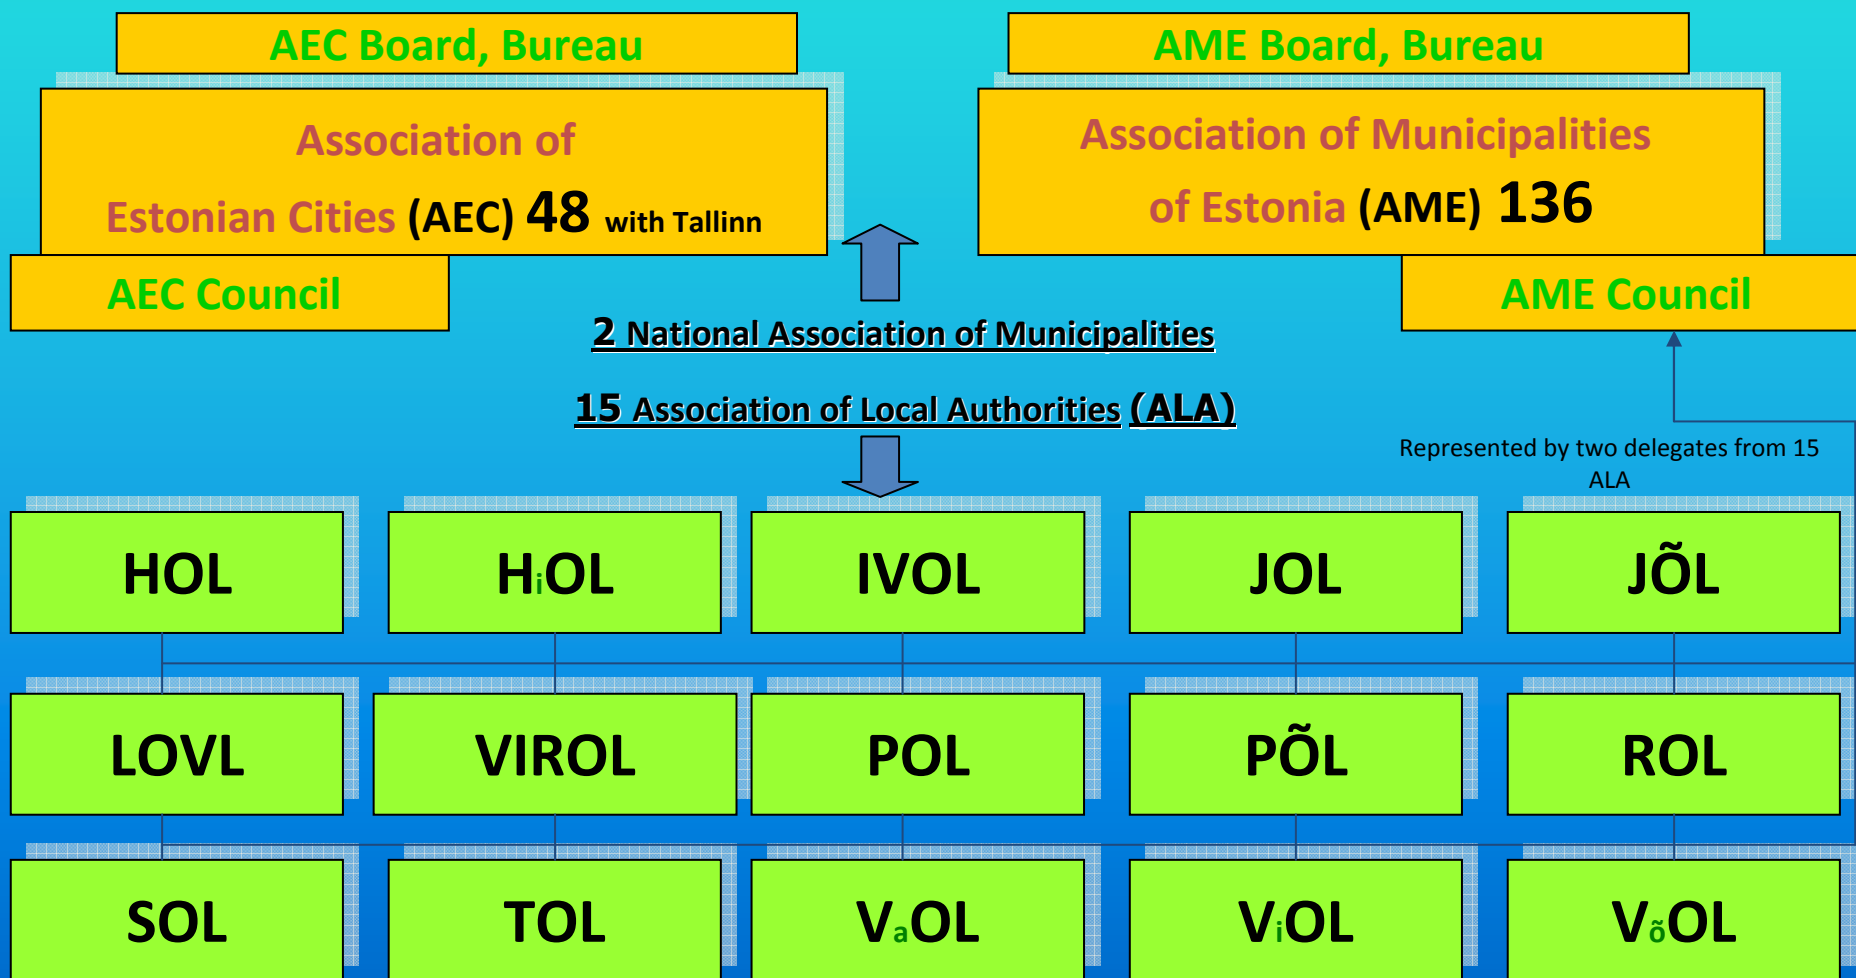 AEC Board, Bureau
AME Board, Bureau
Association of
Estonian Cities (AEC) 48 with Tallinn
Association of Municipalities
of Estonia (AME) 136
AEC Council
AME Council
2 National Association of Municipalities
15 Association of Local Authorities (ALA)
Represented by two delegates from 15
ALA
HOL
HiOL
IVOL
JOL
JÕL
LOVL
VIROL
POL
PÕL
ROL
SOL
TOL
VaOL
ViOL
VõOL